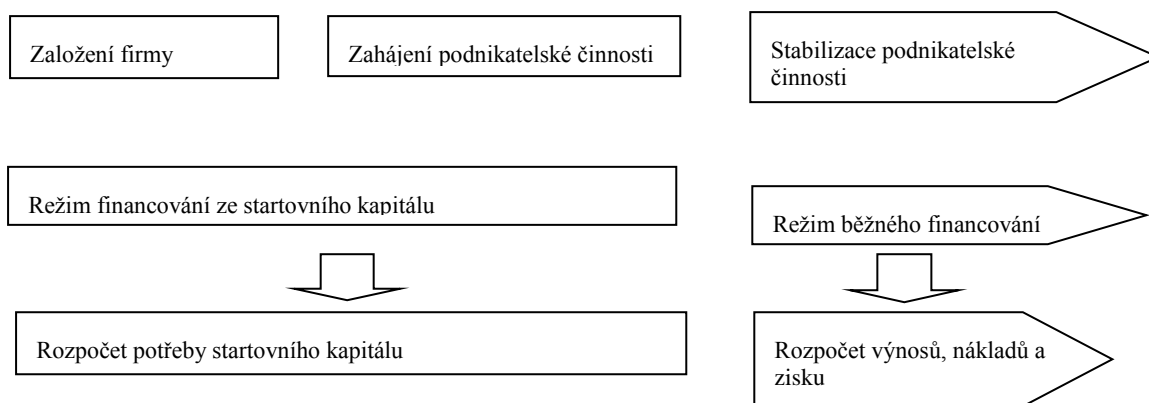 Založení firmy
Zahájení podnikatelské činnosti
Stabilizace podnikatelské
činnosti
Režim financování ze startovního kapitálu
Režim běžného financování
Rozpočet potřeby startovního kapitálu
Rozpočet výnosů, nákladů a
zisku